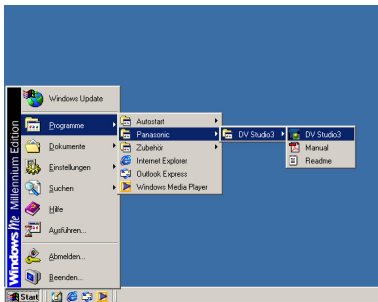 Windows Update
Programme
Dokumente
Einstellungen
Suchen
Hilfe
Ausführen...
Abmelden...
Beenden...
Windows Me Millennium Edition
Autostart
Panasonic
Zubehör
Internet Explorer
Outlook Express
Windows Media Player
DV Studio3
DV Studio3
Manual
Readme
Start